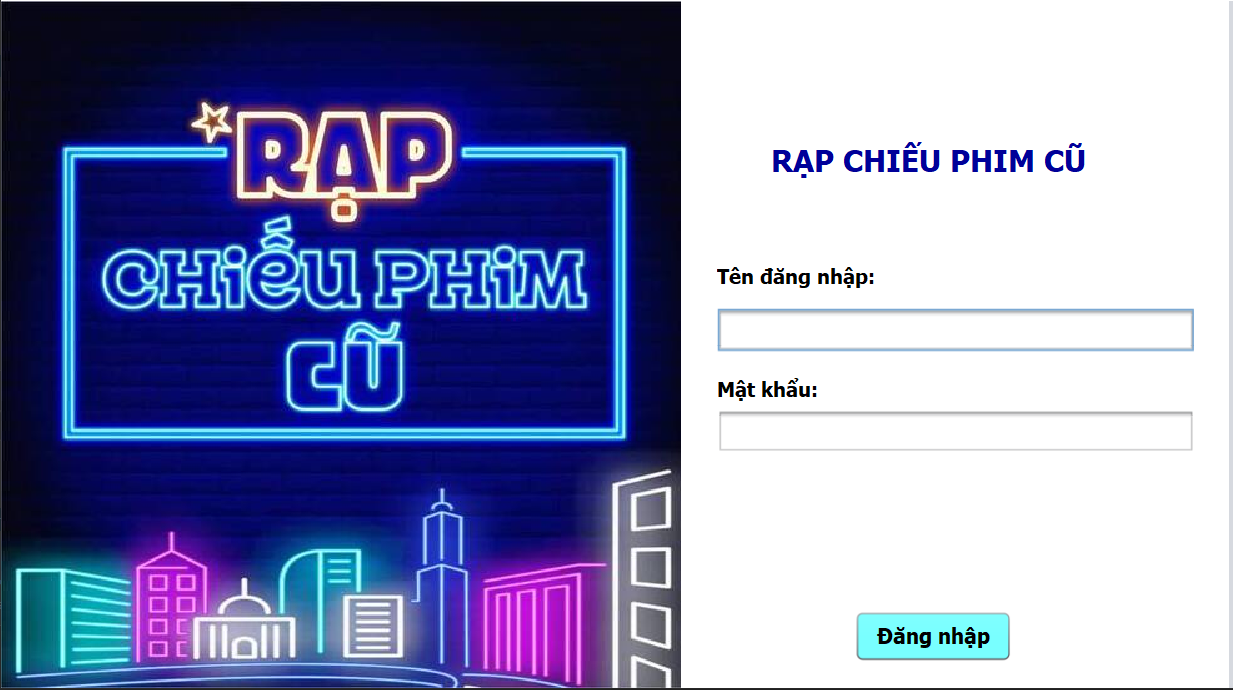 RẠP
CHiẾU PHiM
CŨ
RẠP CHIẾU PHIM CŨ
Tên đăng nhập:
Mật khẩu:
Đăng nhập